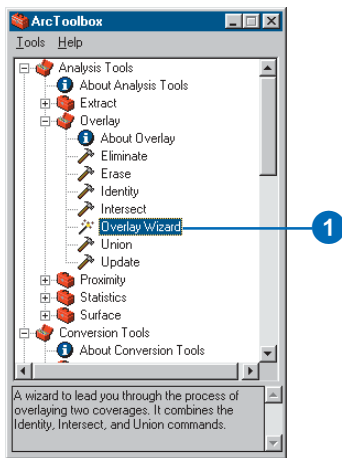 ArcToolbox
Tools Help
Analysis Tools
About Analysis Tools
Extract
Overlay
About Overlay
Eliminate
Erase
Identity
Intersect
Overlay Wizard
1
Union
Update
Proximity
Statistics
Surface
Conversion Tools
About Conversion Tools
A wizard to lead you through the process of
overlaying two coverages. It combines the
Identity, Intersect, and Union commands.